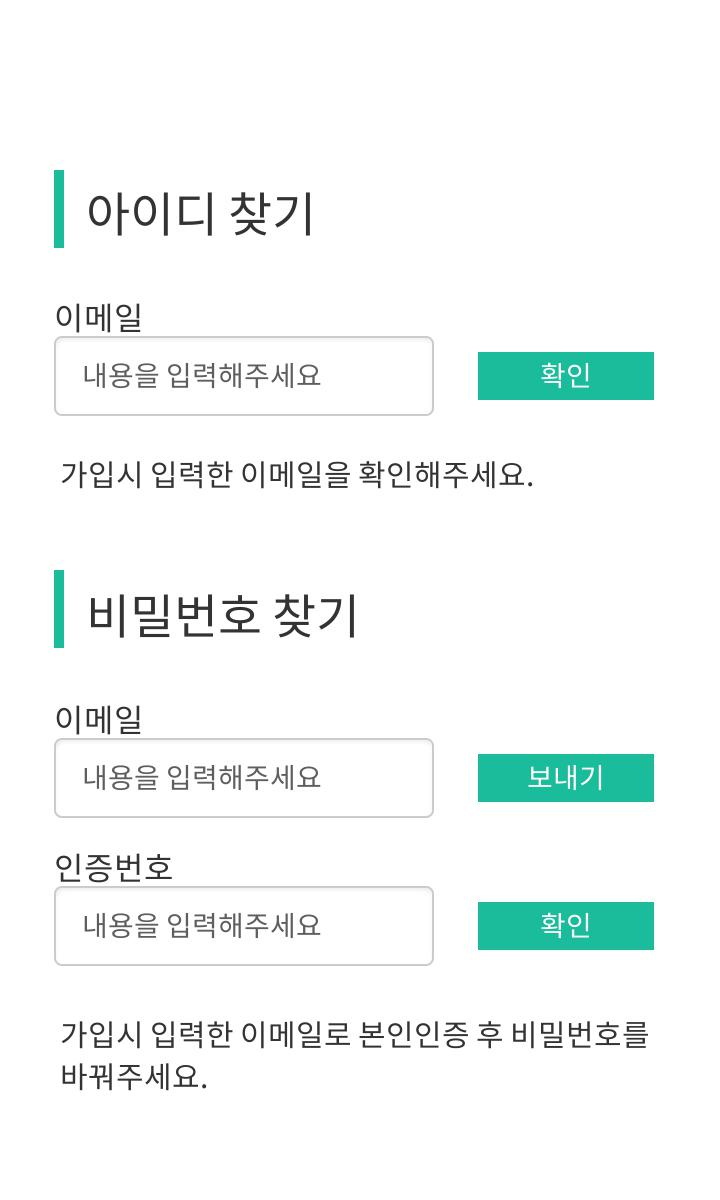 아이디 찾기
이메일
내용을 입력해주세요
확인
가입시 입력한 이메일을 확인해주세요.
비밀번호 찾기
이메일
내용을 입력해주세요
보내기
인증번호
내용을 입력해주세요
확인
가입시 입력한 이메일로 본인인증 후 비밀번호를
바꿔주세요.